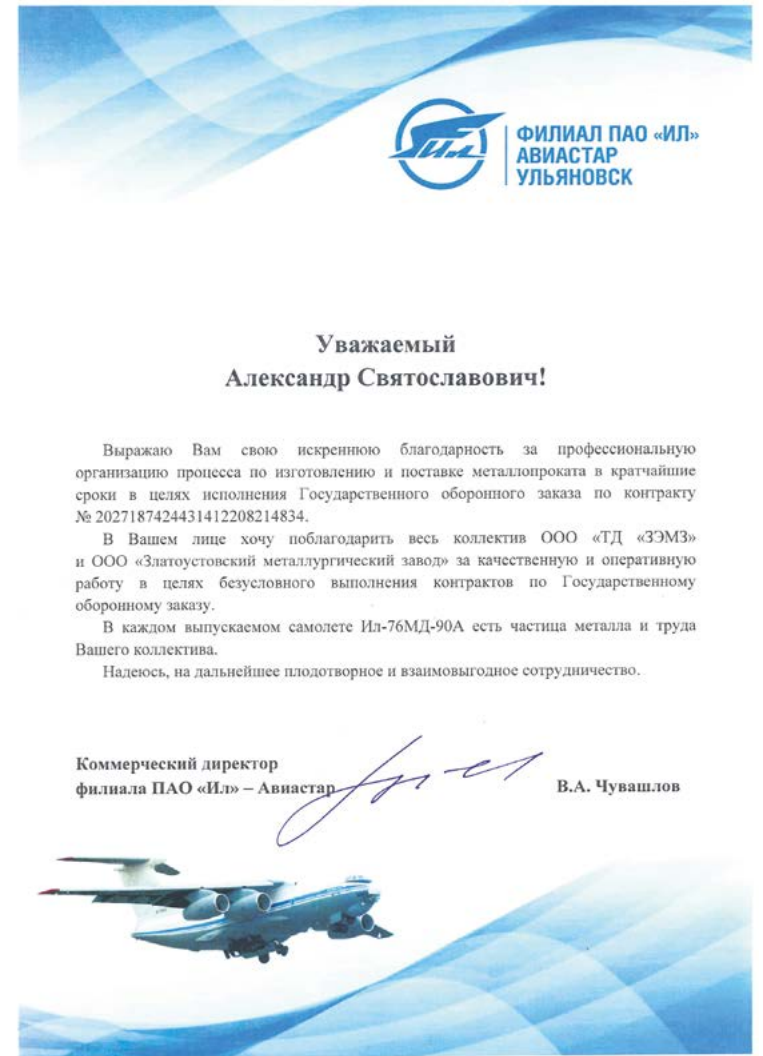 Ил
ФИЛИАЛ ПАО «ИЛ»
АВИАСТАР
УЛЬЯНОВСК
Уважаемый
Александр Святославович!
Выражаю Вам свою искреннюю благодарность за профессиональную
организацию процесса по изготовлению и поставке металлопроката в кратчайшие
сроки в целях исполнения Государственного оборонного заказа по контракту
№ 2027187424431412208214834.
В Вашем лице хочу поблагодарить весь коллектив ООО «ТД «ЗЭМЗ»
и ООО «Златоустовский металлургический завод» за качественную и оперативную
работу в целях безусловного выполнения контрактов по Государственному
оборонному заказу.
В каждом выпускаемом самолете Ил-76МД-90А есть частица металла и труда
Вашего коллектива.
Надеюсь, на дальнейшее плодотворное и взаимовыгодное сотрудничество.
Коммерческий директор
филиала ПАО «Ил» – Авиастар
В.А. Чувашлов